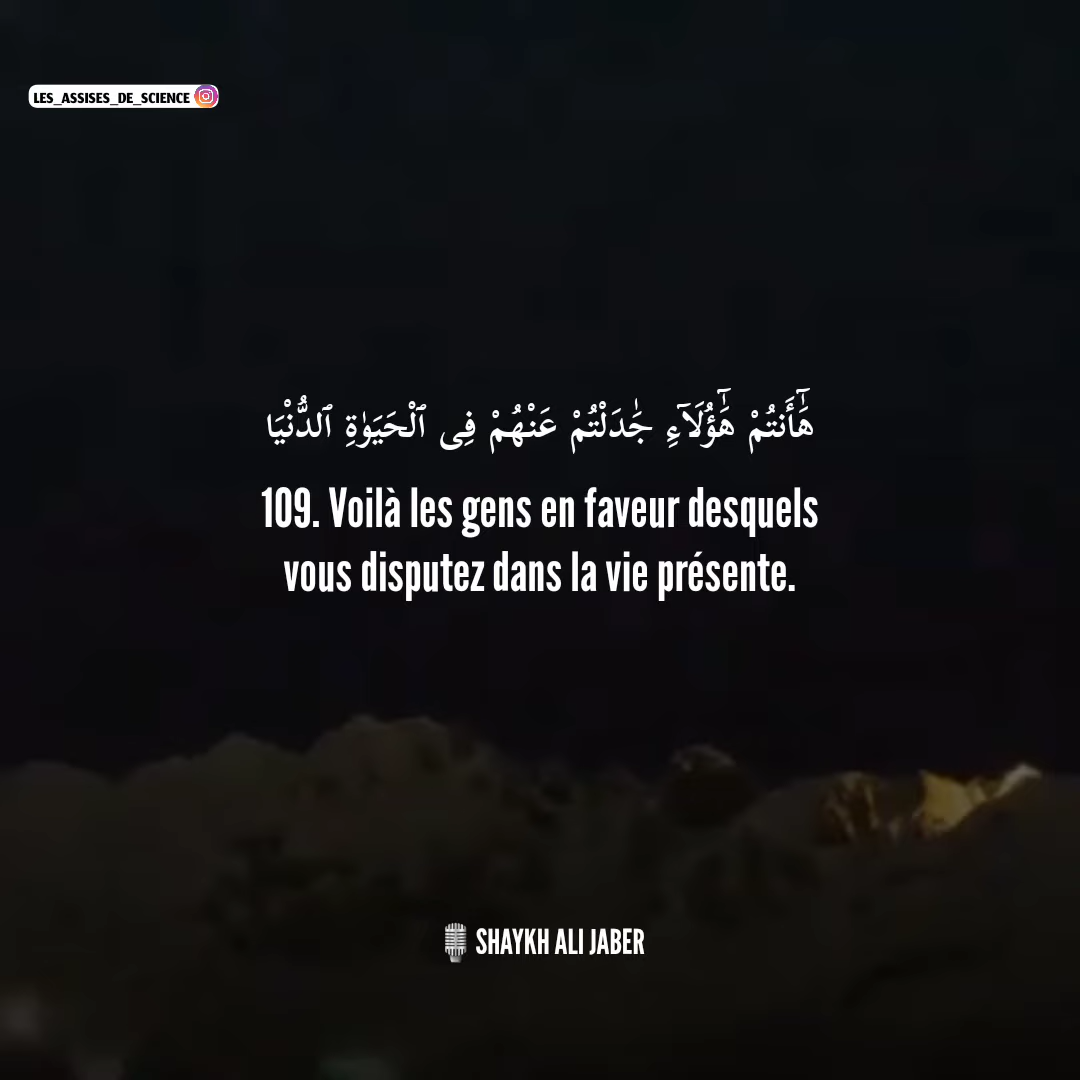 LES_ASSISES_DE_SCIENCE
هَٰٓأَنتُمْ هَٰٓؤُلَآءِ جَٰدَلْتُمْ عَنْهُمْ فِى ٱلْحَيَوٰةِ ٱلدُّنْيَا
109. Voilà les gens en faveur desquels
vous disputez dans la vie présente.
SHAYKH ALI JABER